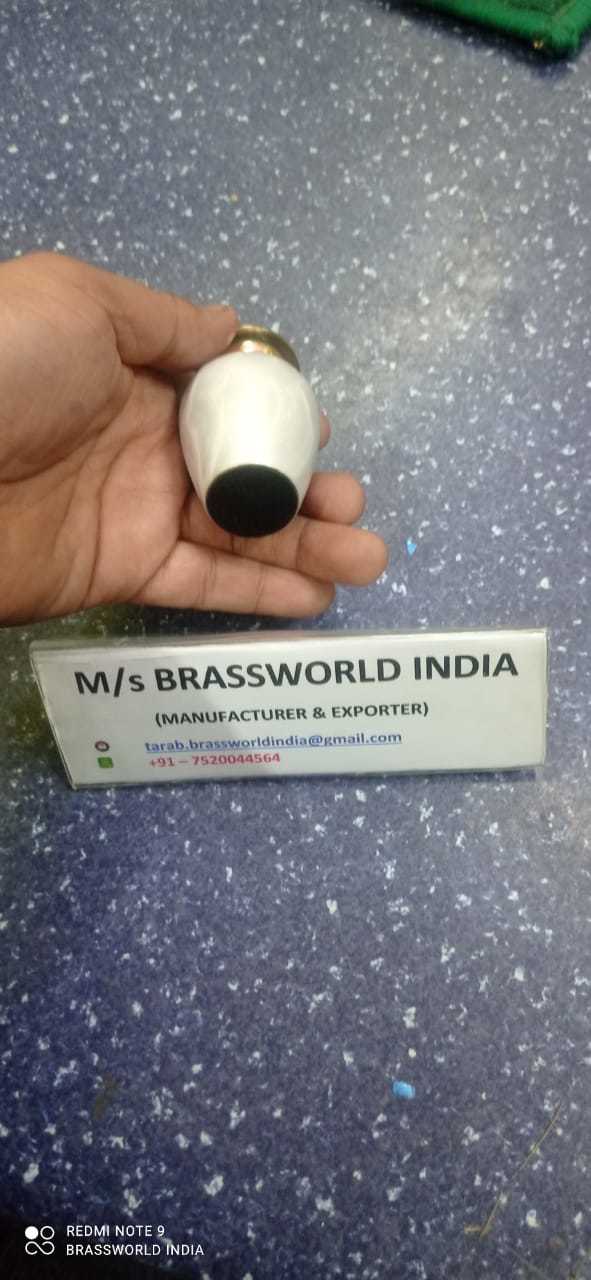 M/s BRASSWORLD INDIA
(MANUFACTURER & EXPORTER)
tarab.brassworldindia@gmail.com
+91 – 7520044564
REDMI NOTE 9
BRASSWORLD INDIA